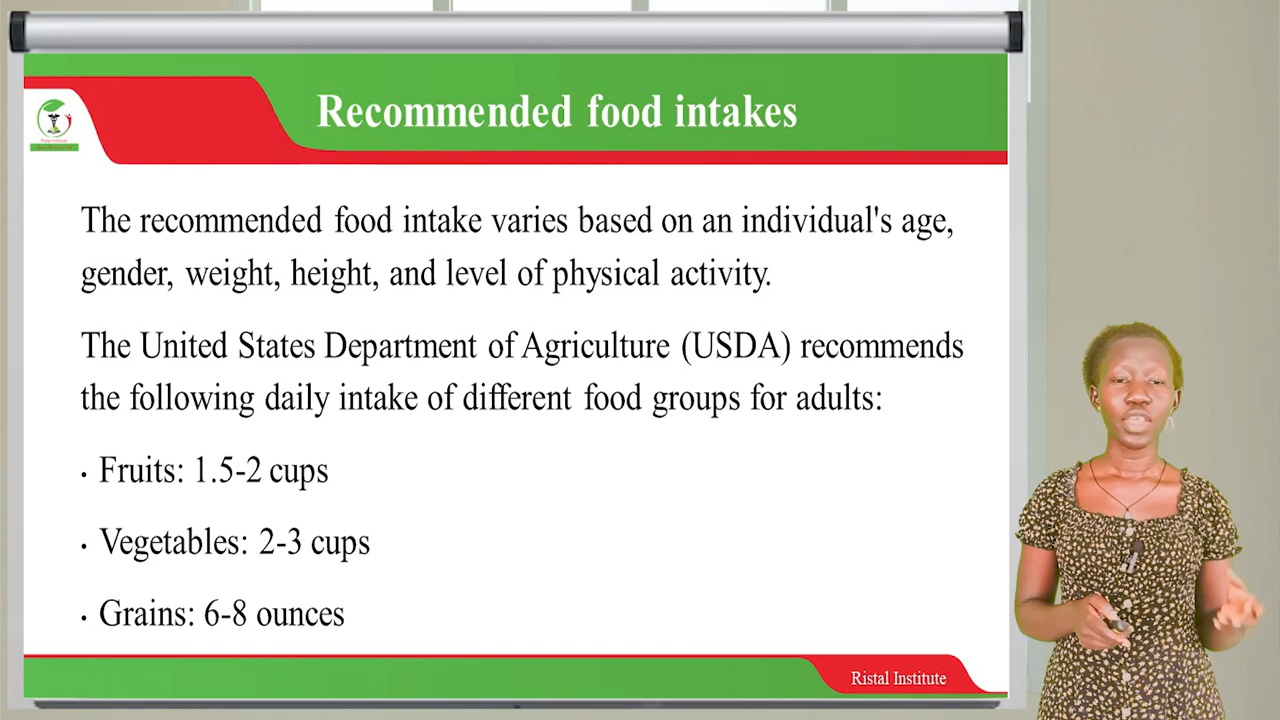 Recommended food intakes
The recommended food intake varies based on an individual's age,
gender, weight, height, and level of physical activity.
The United States Department of Agriculture (USDA) recommends
the following daily intake of different food groups for adults:
• Fruits: 1.5-2 cups
• Vegetables: 2-3 cups
• Grains: 6-8 ounces
Ristal Institute
Ristal Institute